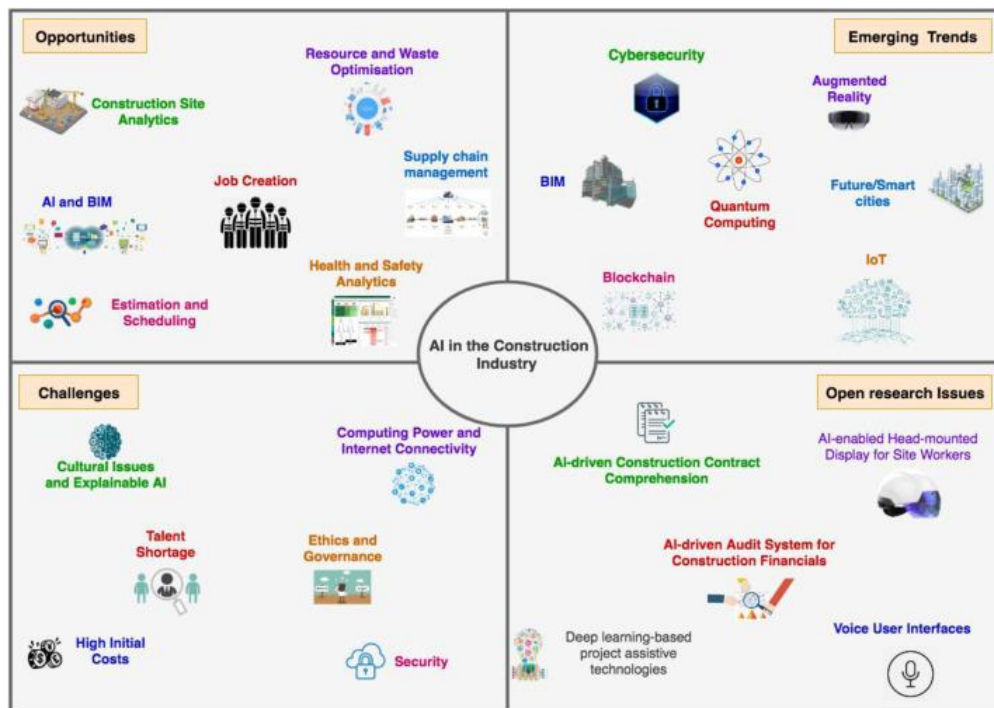 Opportunities
Resource and Waste
Optimisation
Construction Site
Analytics
Supply chain
management
Job Creation
AI and BIM
Health and Safety
Analytics
Estimation and
Scheduling
Emerging Trends
Cybersecurity
Augmented
Reality
BIM
Quantum
Computing
Future/Smart
cities
Blockchain
IoT
AI in the Construction
Industry
Challenges
Computing Power and
Internet Connectivity
Cultural Issues
and Explainable AI
Talent
Shortage
Ethics and
Governance
High Initial
Costs
Security
Open research Issues
AI-enabled Head-mounted
Display for Site Workers
AI-driven Construction Contract
Comprehension
AI-driven Audit System for
Construction Financials
Voice User Interfaces
Deep learning-based
project assistive
technologies